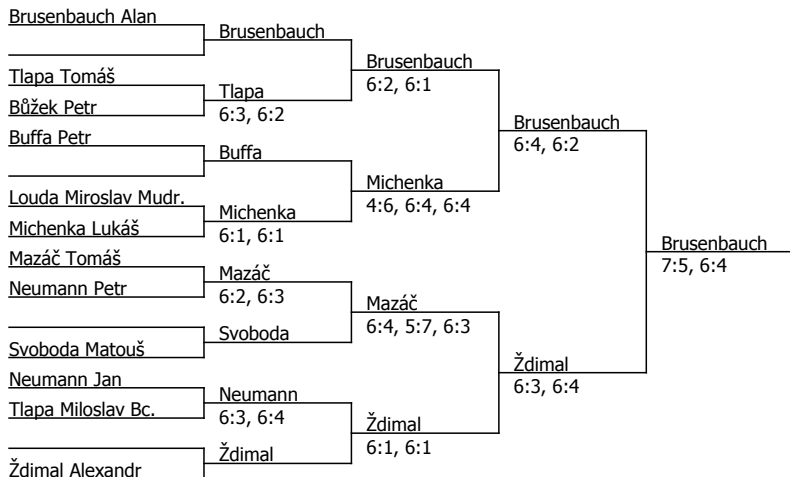 Brusenbauch Alan
Tlapa Tomáš
Bůžek Petr
Buffa Petr
Louda Miroslav Mudr.
Michenka Lukáš
Mazáč Tomáš
Neumann Petr
Svoboda Matouš
Neumann Jan
Tlapa Miloslav Bc.
Ždimal Alexandr
Brusenbauch
Tlapa
6:3, 6:2
Buffa
Michenka
6:1, 6:1
Mazáč
6:2, 6:3
Svoboda
Neumann
6:3, 6:4
Ždimal
Brusenbauch
6:2, 6:1
Michenka
4:6, 6:4, 6:4
Mazáč
6:4, 5:7, 6:3
Ždimal
6:1, 6:1
Brusenbauch
6:4, 6:2
Ždimal
6:3, 6:4
Brusenbauch
7:5, 6:4